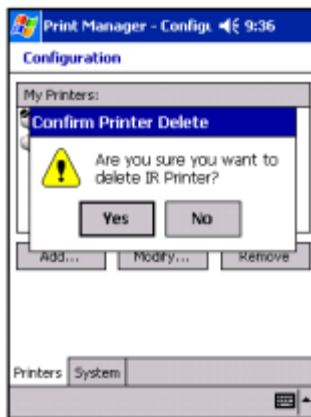 Print Manager - Configu 9:36
Configuration
My Printers:
Confirm Printer Delete
Are you sure you want to
delete IR Printer?
Yes No
Add... Modify... Remove
Printers System